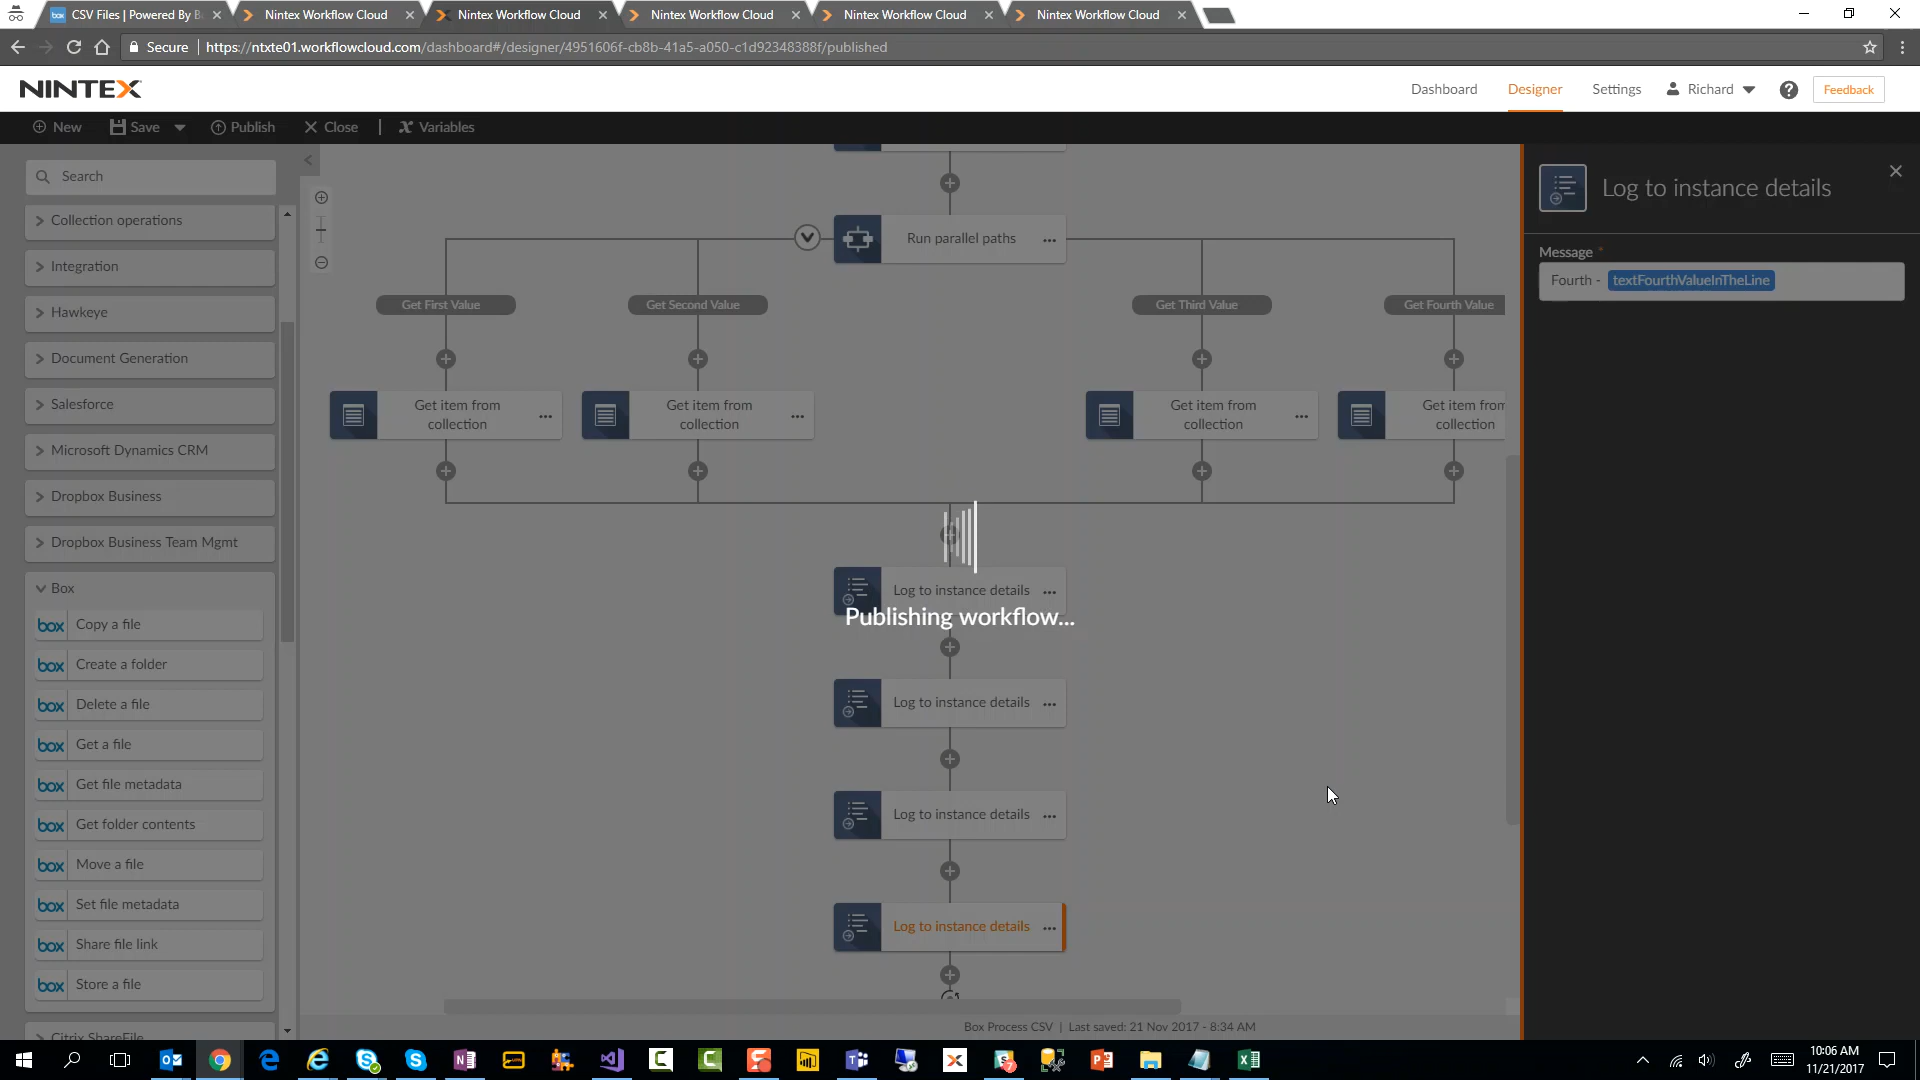 CSV Files | Powered By B
Nintex Workflow Cloud
Nintex Workflow Cloud
Nintex Workflow Cloud
Nintex Workflow Cloud
Nintex Workflow Cloud
Secure
https://ntxte01.workflowcloud.com/dashboard#/designer/4951606f-cb8b-41a5-a050-c1d92348388f/published
NINTEX
Dashboard
Designer
Settings
Richard
Feedback
New
Save
Publish
Close
Variables
Search
Collection operations
Integration
Hawkeye
Document Generation
Salesforce
Microsoft Dynamics CRM
Dropbox Business
Dropbox Business Team Mgmt
Box
box Copy a file
box Create a folder
box Delete a file
box Get a file
box Get file metadata
box Get folder contents
box Move a file
box Set file metadata
box Share file link
box Store a file
Citrix ShareFile
Run parallel paths
Get First Value
Get Second Value
Get Third Value
Get Fourth Value
Get item from
collection
Get item from
collection
Get item from
collection
Get item from
collection
Log to instance details
Publishing workflow...
Log to instance details
Log to instance details
Log to instance details
Box Process CSV | Last saved: 21 Nov 2017 - 8:34 AM
Log to instance details
Message *
Fourth - textFourthValueInTheLine
10:06 AM
11/21/2017